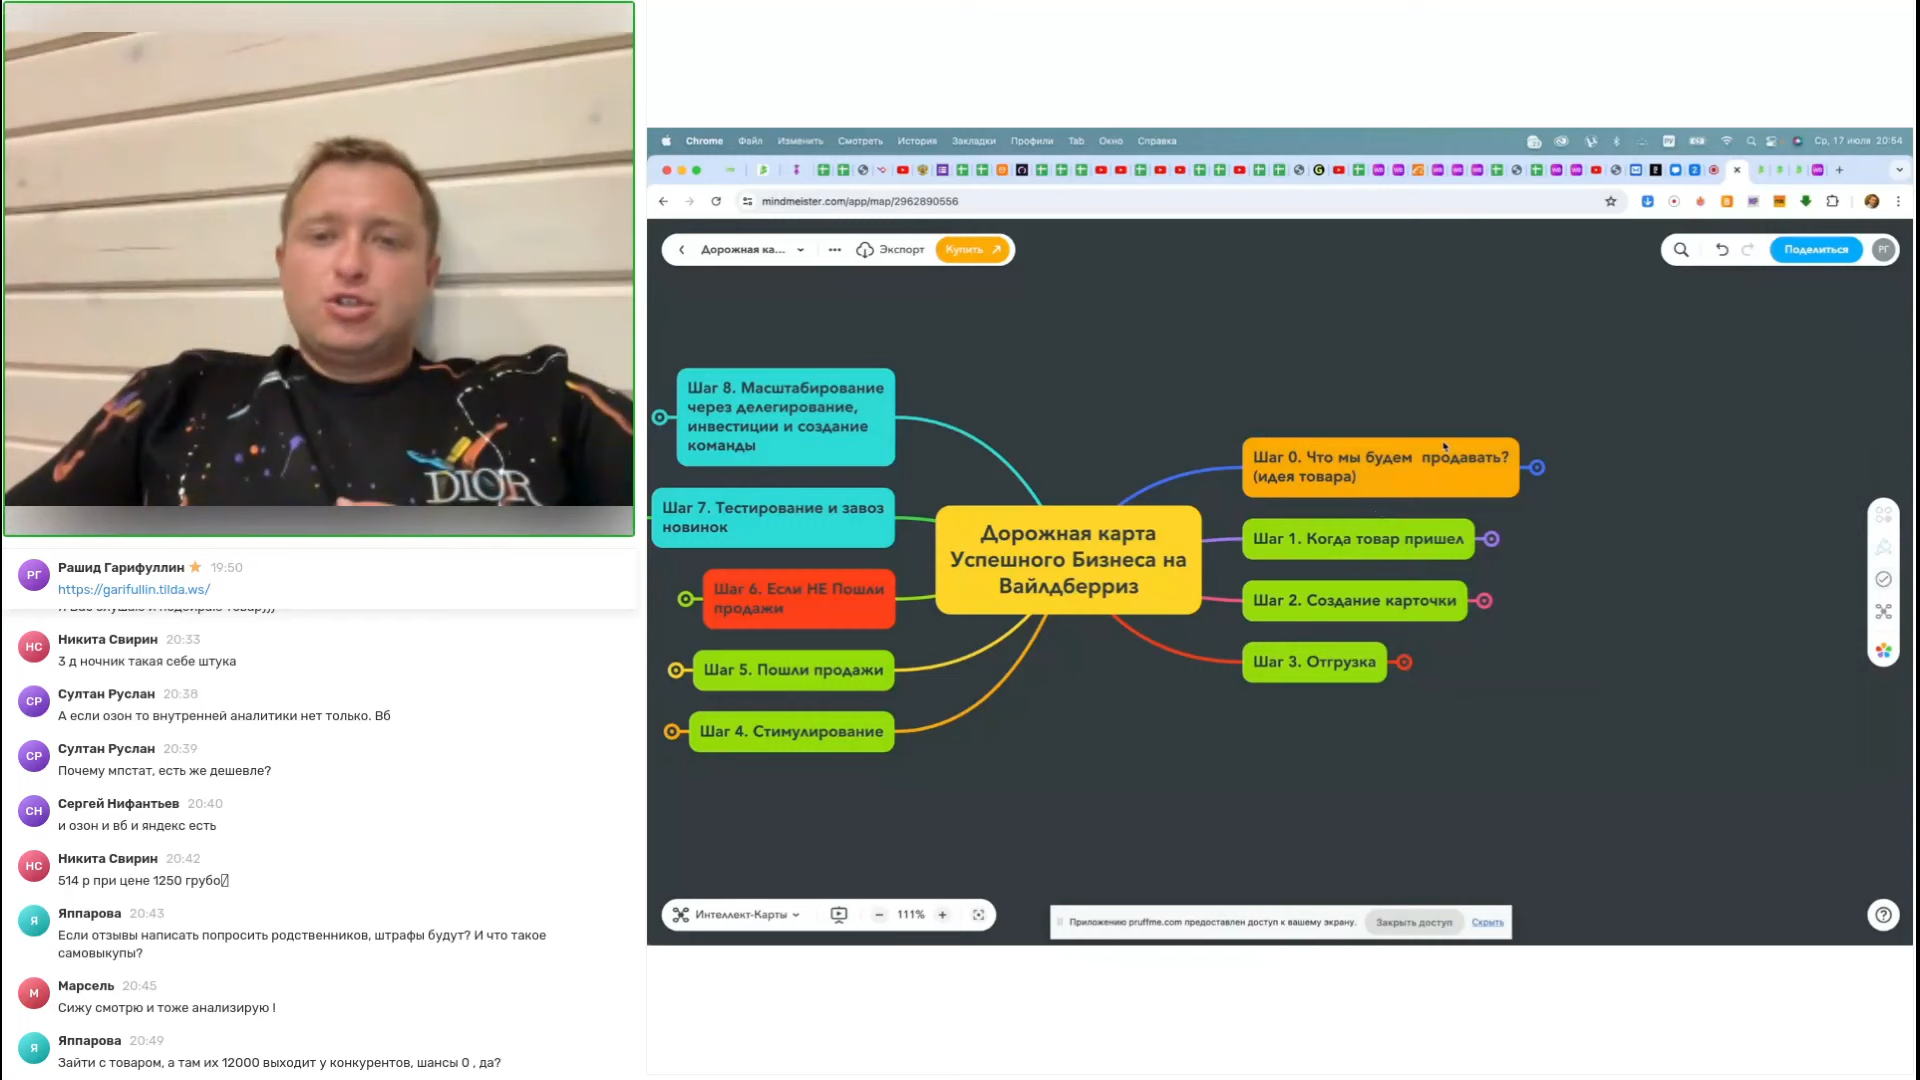 DIOR
РГ
Рашид Гарифуллин 19:50
https://garifullin.tilda.ws/
НС
Никита Свирин 20:33
3 д ночник такая себе штука
СР
Султан Руслан 20:38
А если озон то внутренней аналитики нет только. Вб
СР
Султан Руслан 20:39
Почему мпстат, есть же дешевле?
СН
Сергей Нифантьев 20:40
и озон и вб и яндекс есть
НС
Никита Свирин 20:42
514 р при цене 1250 грубо
Я
Яппарова 20:43
Если отзывы написать попросить родственников, штрафы будут? И что такое
самовыкупы?
М
Марсель 20:45
Сижу смотрю и тоже анализирую !
Я
Яппарова 20:49
Зайти с товаром, а там их 12000 выходит у конкурентов, шансы 0 , да?
Chrome Файл Изменить Смотреть История Закладки Профили Tab Окно Справка
Ср, 17 июля 20:54
mindmeister.com/app/map/2962890556
Дорожная ка...
Экспорт
Купить
Поделиться
РГ
Шаг 8. Масштабирование
через делегирование,
инвестиции и создание
команды
Шаг 7. Тестирование и завоз
новинок
Шаг 6. Если НЕ Пошли
продажи
Шаг 5. Пошли продажи
Шаг 4. Стимулирование
Дорожная карта
Успешного Бизнеса на
Вайлдберриз
Шаг 0. Что мы будем продавать?
(идея товара)
Шаг 1. Когда товар пришел
Шаг 2. Создание карточки
Шаг 3. Отгрузка
Интеллект-Карты
111%
Приложению pruffme.com предоставлен доступ к вашему экрану.
Закрыть доступ
Скрыть